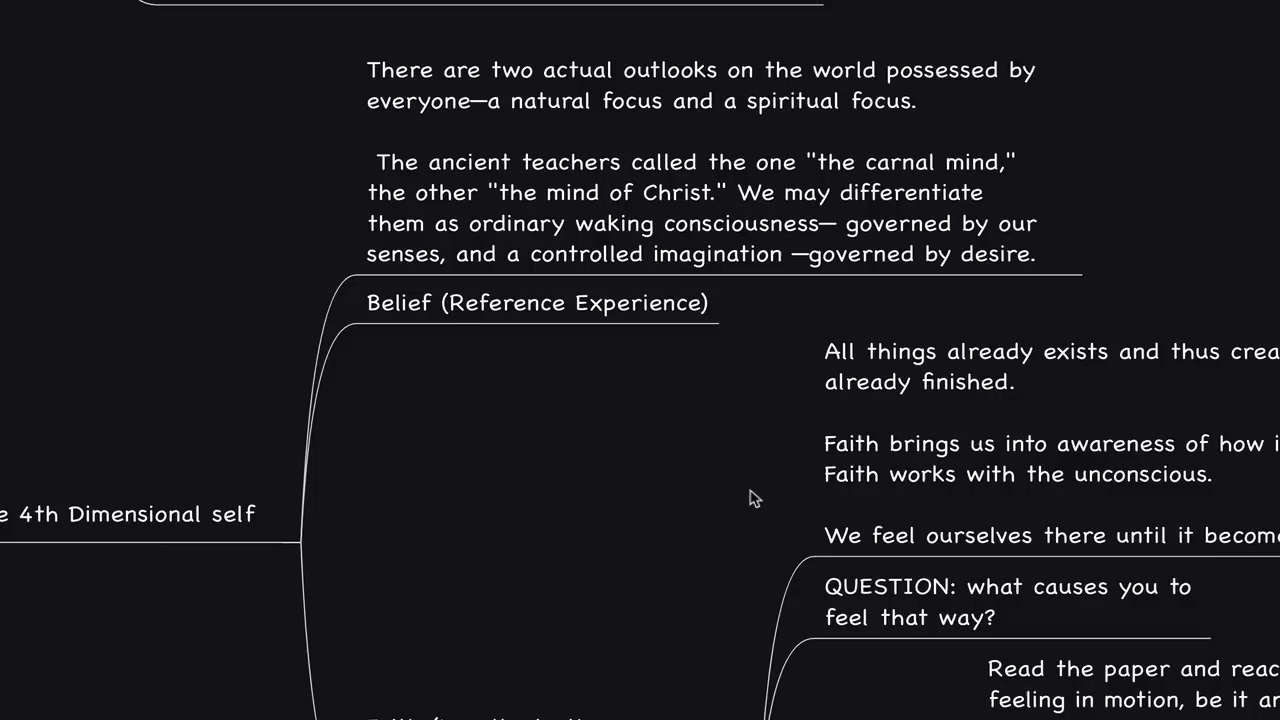 There are two actual outlooks on the world possessed by
everyone—a natural focus and a spiritual focus.
The ancient teachers called the one "the carnal mind,"
the other "the mind of Christ." We may differentiate
them as ordinary waking consciousness— governed by our
senses, and a controlled imagination —governed by desire.
Belief (Reference Experience)
All things already exists and thus
already finished.
Faith brings us into awareness of how
Faith works with the unconscious.
4th Dimensional self
We feel ourselves there until it
QUESTION: what causes you to
feel that way?
Read the paper and
feeling in motion, be it